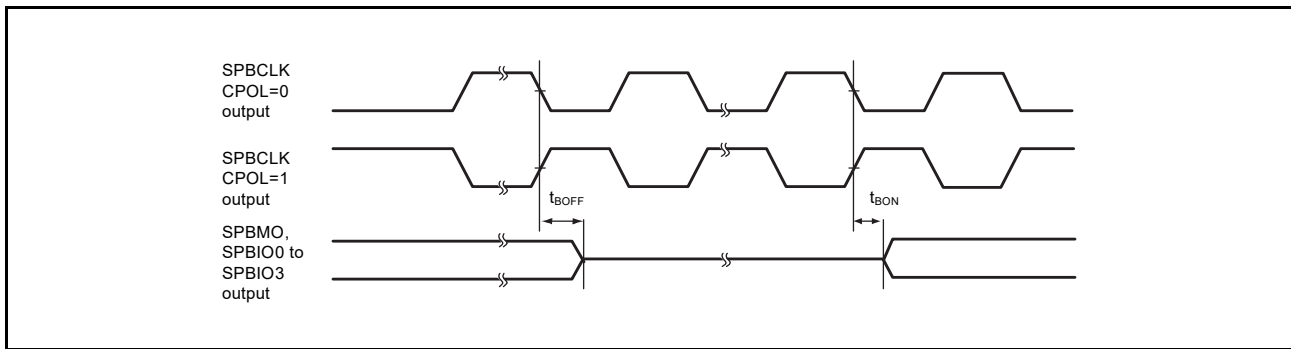 SPBCLK
CPOL=0
output
SPBCLK
CPOL=1
output
tBOFF
tBON
SPBMO,
SPBIO0 to
SPBIO3
output